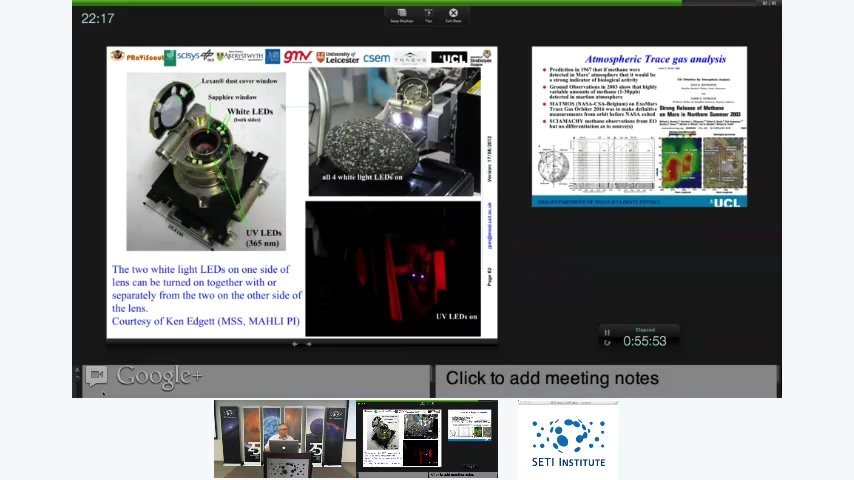 22:17
Swap Displays
Tips
Exit Show
PRoViScout
scisys
DLR
ABERYSTWYTH
gmv
University of
Leicester
csem
UCL
Lexan® dust cover window
Sapphire window
White LEDs
(both sides)
UV LEDs
(365 nm)
all 4 white light LEDs on
UV LEDs on
The two white light LEDs on one side of
lens can be turned on together with or
separately from the two on the other side of
the lens.
Courtesy of Ken Edgett (MSS, MAHLI PI)
Version: 17/08/2012
Page 82
Atmospheric Trace gas analysis
Prediction in 1967 that if methane were
detected in Mars' atmosphere that it would be
a strong indicator of biological activity
Ground Observations in 2003 show that highly
variable amounts of methane (1-30ppb)
detected in martian atmosphere
MATMOS (NASA-CSA-Belgium) on ExoMars
Trace Gas Orbiter 2016 was to make definitive
measurements from orbit before NASA exited
SCIAMACHY methane observations from EO
but no differentiation as to source(s)
Strong Release of Methane
on Mars in Northern Summer 2003
UCL
Elapsed
0:55:53
Google+
Click to add meeting notes
SETI INSTITUTE